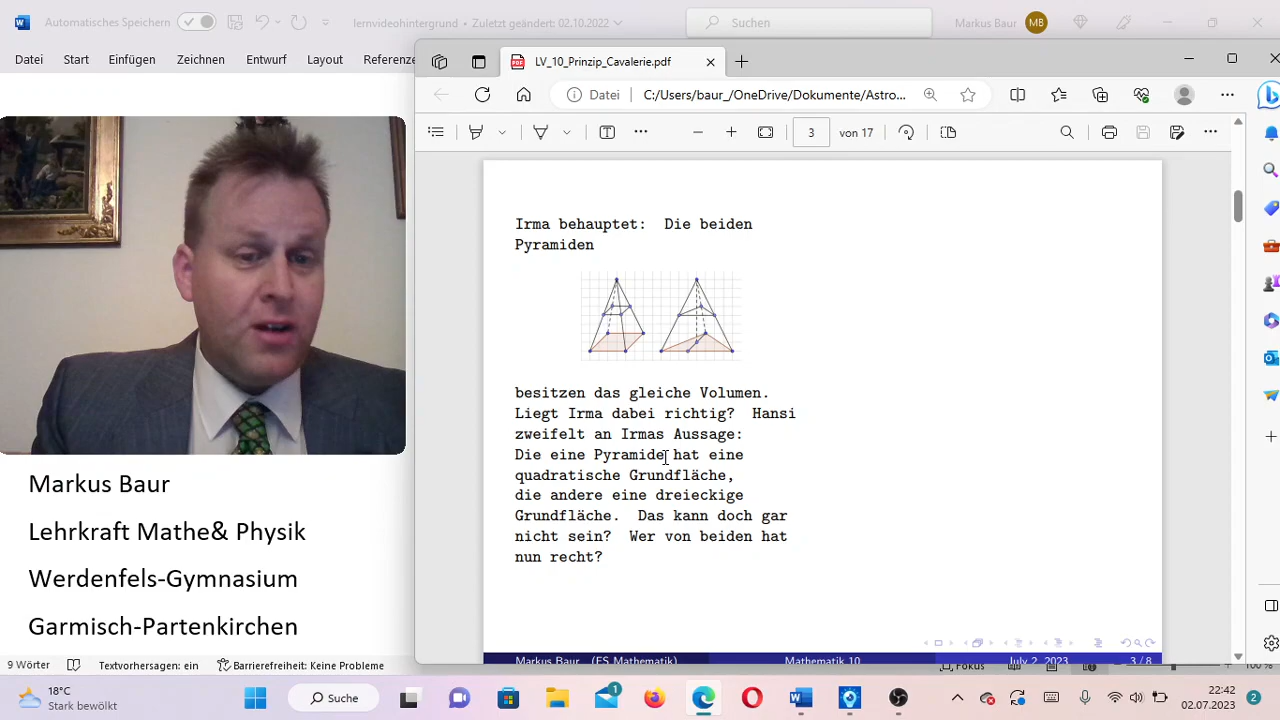 Automatisches Speichern
lernvideohintergrund • Zuletzt geändert: 02.10.2022
Suchen
Markus Baur
MB
Datei
Start
Einfügen
Zeichnen
Entwurf
Layout
Referenze
LV_10_Prinzip_Cavalerie.pdf
Datei
C:/Users/baur_/OneDrive/Dokumente/Astro...
3
von 17
Irma behauptet: Die beiden
Pyramiden
besitzen das gleiche Volumen.
Liegt Irma dabei richtig? Hansi
zweifelt an Irmas Aussage:
Die eine Pyramide hat eine
quadratische Grundfläche,
die andere eine dreieckige
Grundfläche. Das kann doch gar
nicht sein? Wer von beiden hat
nun recht?
Markus Baur (FS Mathematik)
Mathematik 10
July 2, 2023
3 / 8
Markus Baur
Lehrkraft Mathe& Physik
Werdenfels-Gymnasium
Garmisch-Partenkirchen
9 Wörter
Textvorhersagen: ein
Barrierefreiheit: Keine Probleme
Fokus
100 %
18°C
Stark bewölkt
Suche
1
22:42
02.07.2023
2